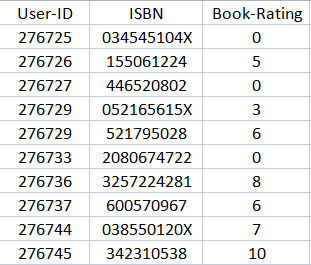 User-ID ISBN Book-Rating
276725 034545104X 0
276726 155061224 5
276727 446520802 0
276729 052165615X 3
276729 521795028 6
276733 2080674722 0
276736 3257224281 8
276737 600570967 6
276744 038550120X 7
276745 342310538 10